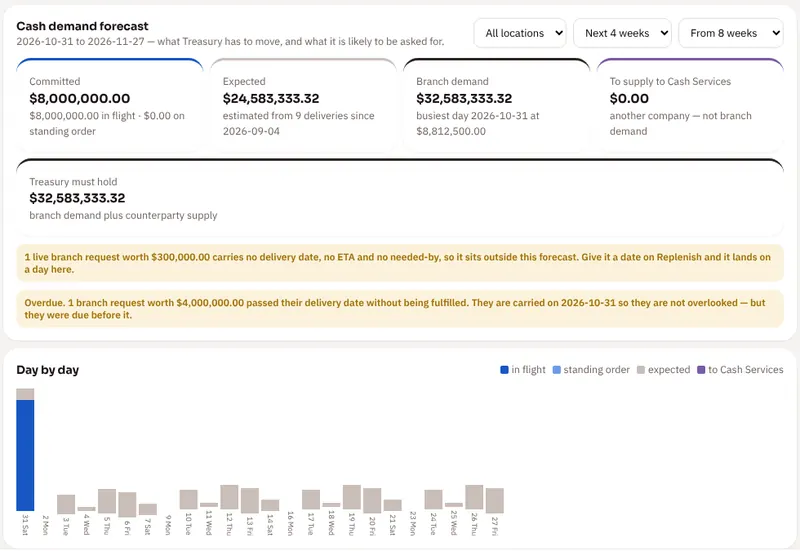 Cash demand forecast
2026-10-31 to 2026-11-27 — what Treasury has to move, and what it is likely to be asked for.
All locations
Next 4 weeks
From 8 weeks
Committed
$8,000,000.00
$8,000,000.00 in flight · $0.00 on
standing order
Expected
$24,583,333.32
estimated from 9 deliveries since
2026-09-04
Branch demand
$32,583,333.32
busiest day 2026-10-31 at
$8,812,500.00
To supply to Cash Services
$0.00
another company — not branch
demand
Treasury must hold
$32,583,333.32
branch demand plus counterparty supply
1 live branch request worth $300,000.00 carries no delivery date, no ETA and no needed-by, so it sits outside this forecast. Give it a date on Replenish and it lands on
a day here.
Overdue. 1 branch request worth $4,000,000.00 passed their delivery date without being fulfilled. They are carried on 2026-10-31 so they are not overlooked — but
they were due before it.
Day by day
in flight
standing order
expected
to Cash Services
31 Sat
2 Mon
3 Tue
4 Wed
5 Thu
6 Fri
7 Sat
9 Mon
10 Tue
11 Wed
12 Thu
13 Fri
14 Sat
16 Mon
17 Tue
18 Wed
19 Thu
20 Fri
21 Sat
23 Mon
24 Tue
25 Wed
26 Thu
27 Fri